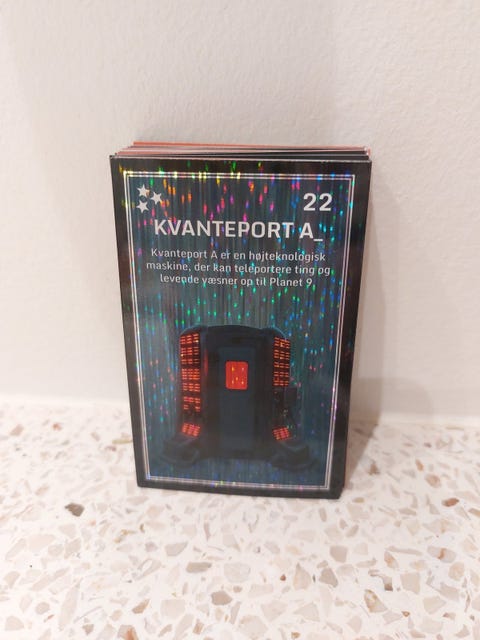 22
KVANTEPORT A_
Kvanteport A er en højteknologisk
maskine, der kan teleportere ting og
levende væsner op til Planet 9.